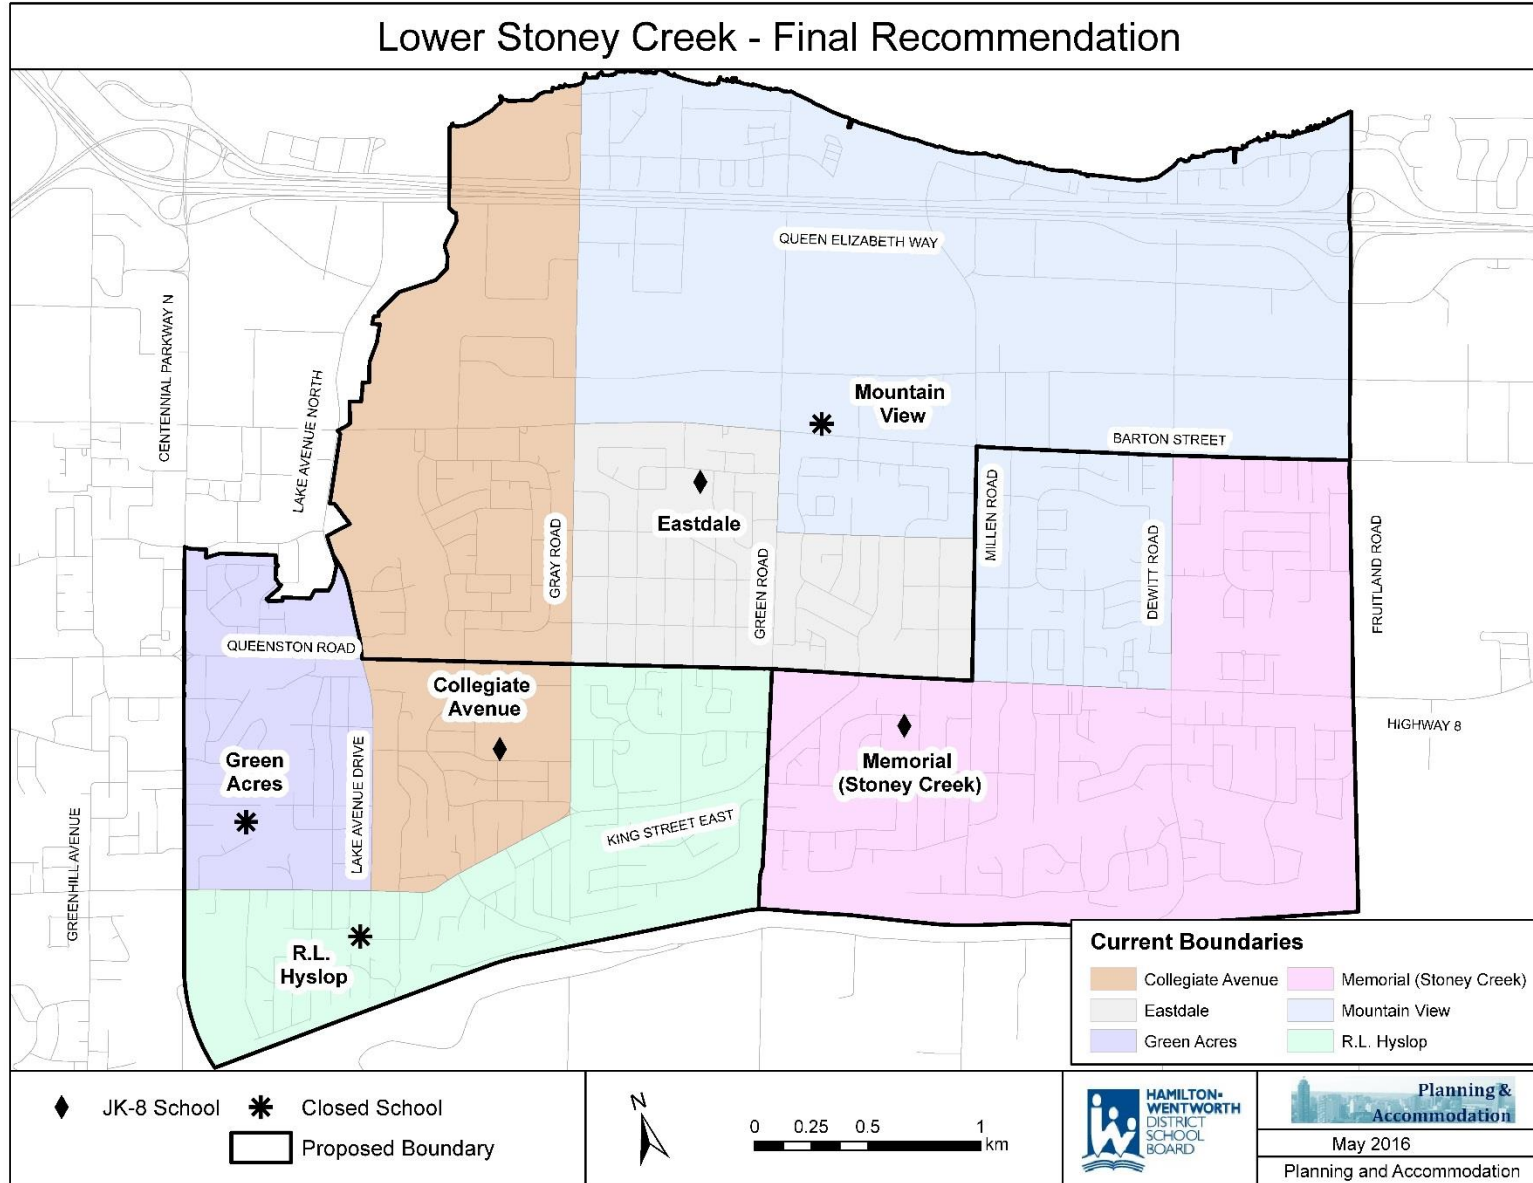 Lower Stoney Creek - Final Recommendation
QUEEN ELIZABETH WAY
CENTENNIAL PARKWAY N
LAKE AVENUE NORTH
Mountain
View
BARTON STREET
Eastdale
GRAY ROAD
GREEN ROAD
MILLEN ROAD
DEWITT ROAD
FRUITLAND ROAD
QUEENSTON ROAD
Collegiate
Avenue
HIGHWAY 8
Green
Acres
LAKE AVENUE DRIVE
Memorial
(Stoney Creek)
KING STREET EAST
GREENHILL AVENUE
R.L.
Hyslop
Current Boundaries
Collegiate Avenue
Memorial (Stoney Creek)
Eastdale
Mountain View
Green Acres
R.L. Hyslop
JK-8 School
Closed School
Proposed Boundary
N
0 0.25 0.5 1
km
HAMILTON-
WENTWORTH
DISTRICT
SCHOOL
BOARD
Planning &
Accommodation
May 2016
Planning and Accommodation